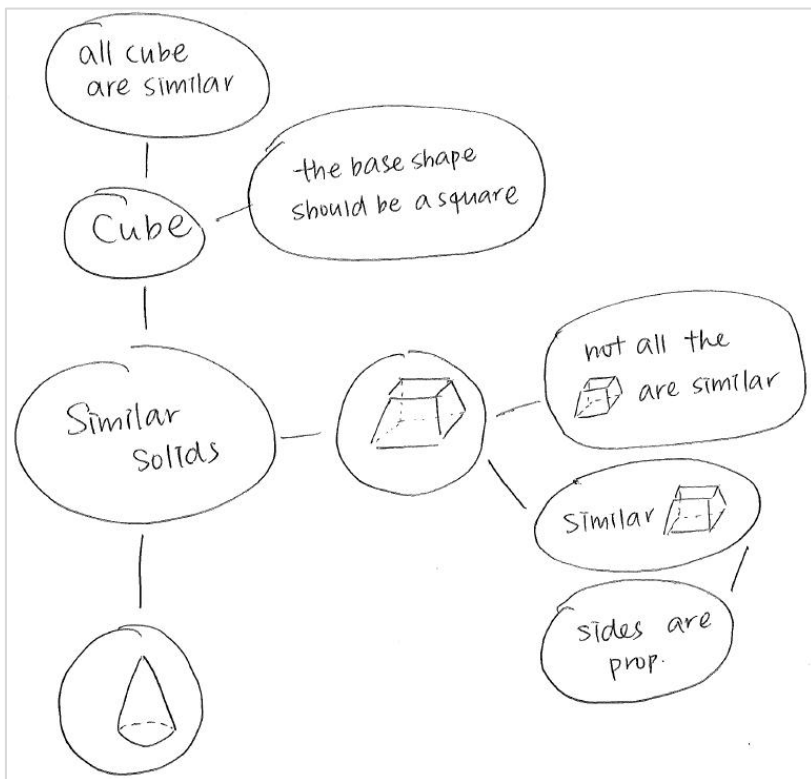 all cube
are similar
the base shape
should be a square
Cube
not all the
are similar
Similar
Solids
similar
sides are
prop.